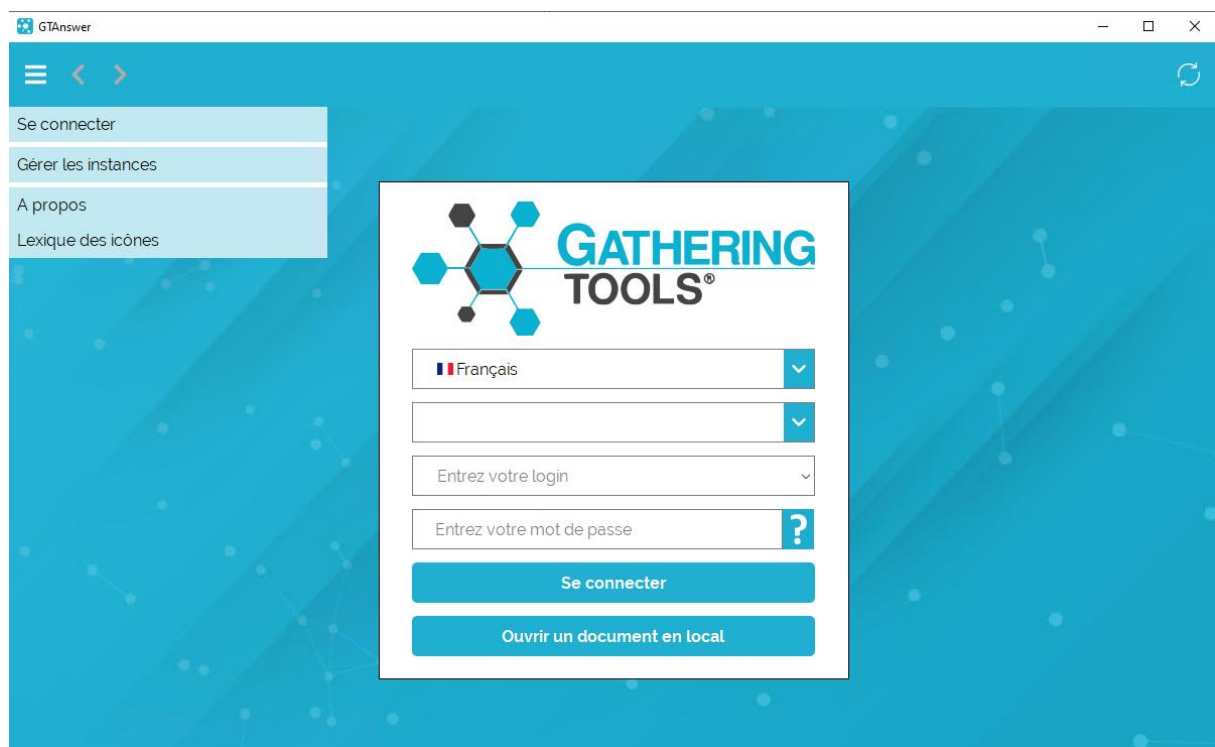 GTAnswer
Se connecter
Gérer les instances
A propos
Lexique des icônes
GATHERING
TOOLS®
Français
Entrez votre login
Entrez votre mot de passe
?
Se connecter
Ouvrir un document en local